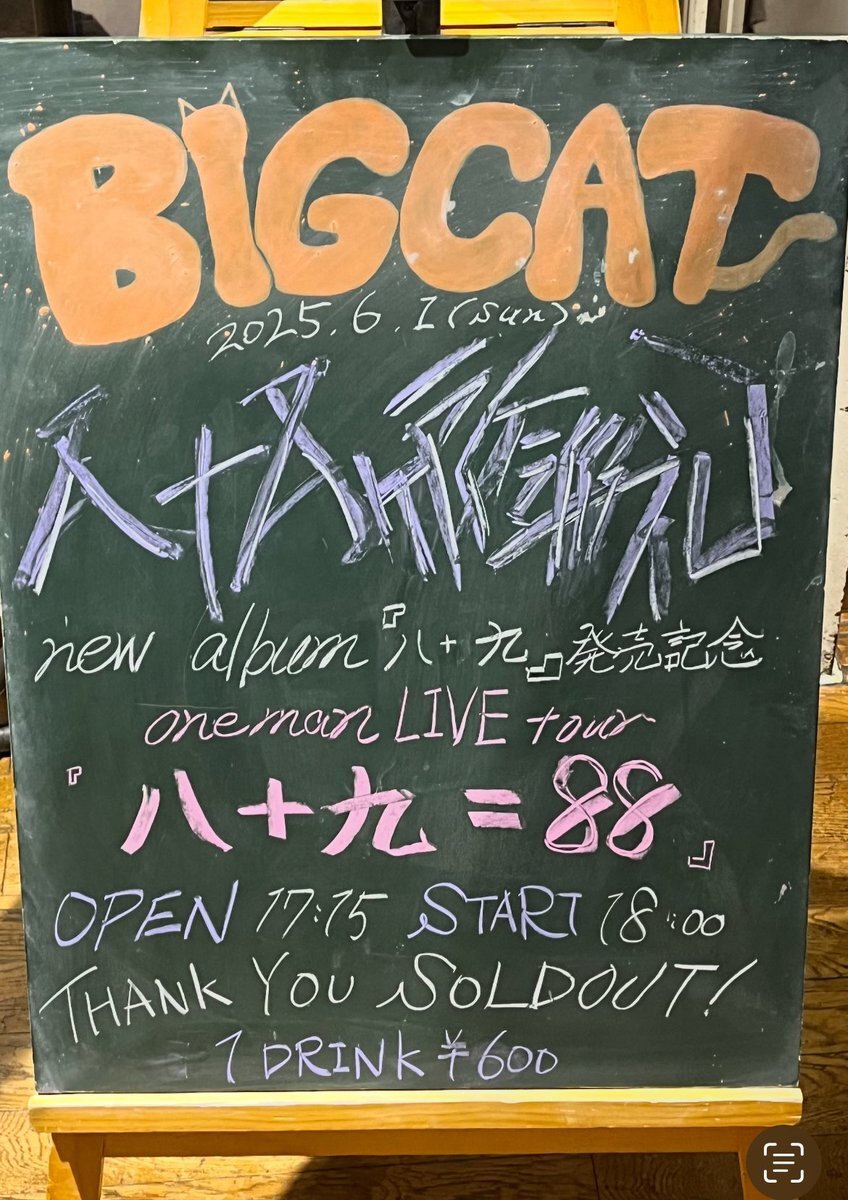 BIGCAT
2025.6.1(sun)
八十八ヶ所巡礼
new album『八+九』発売記念
oneman LIVE tour
『八+九=88』
OPEN 17:15 START 18:00
THANK YOU SOLDOUT!
1 DRINK ¥600